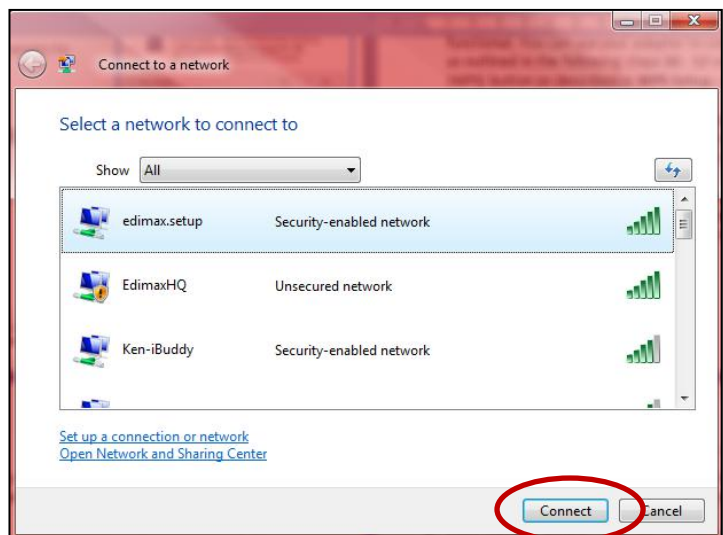 Connect to a network
Select a network to connect to
Show All
edimax.setup Security-enabled network
EdimaxHQ Unsecured network
Ken-iBuddy Security-enabled network
Set up a connection or network
Open Network and Sharing Center
Connect Cancel